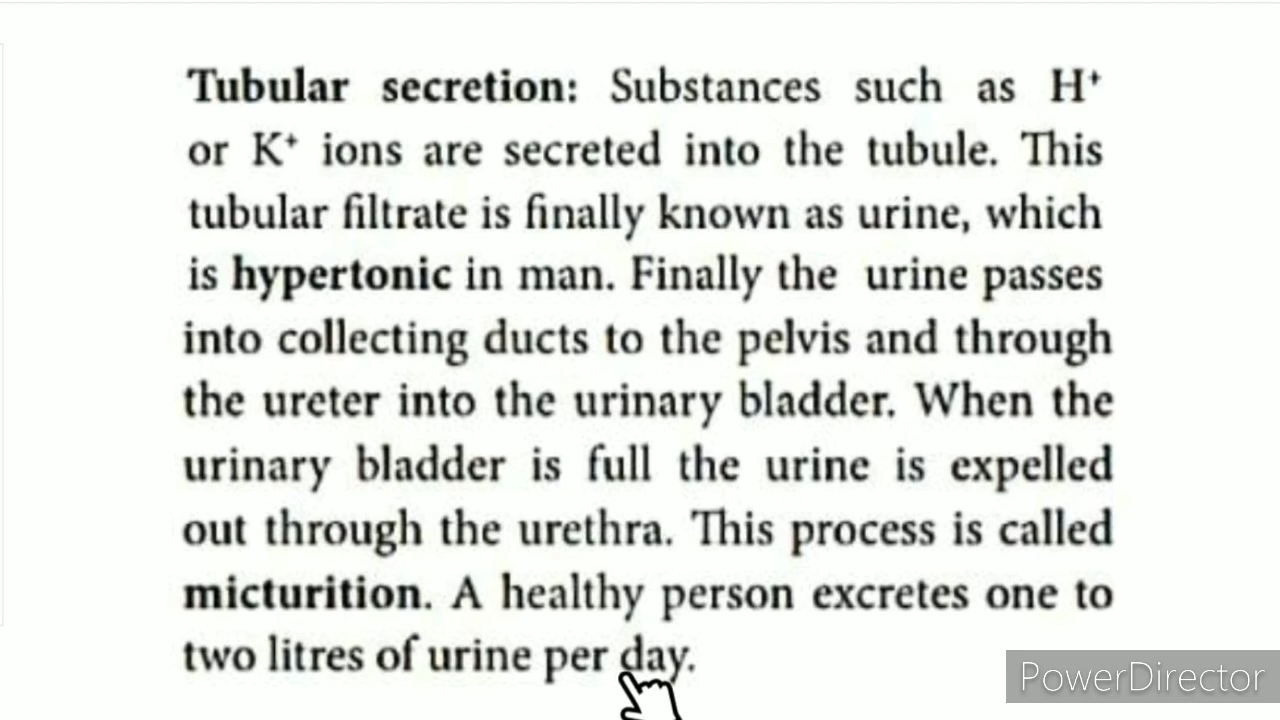 Tubular secretion: Substances such as H⁺
or K⁺ ions are secreted into the tubule. This
tubular filtrate is finally known as urine, which
is hypertonic in man. Finally the urine passes
into collecting ducts to the pelvis and through
the ureter into the urinary bladder. When the
urinary bladder is full the urine is expelled
out through the urethra. This process is called
micturition. A healthy person excretes one to
two litres of urine per day.
PowerDirector